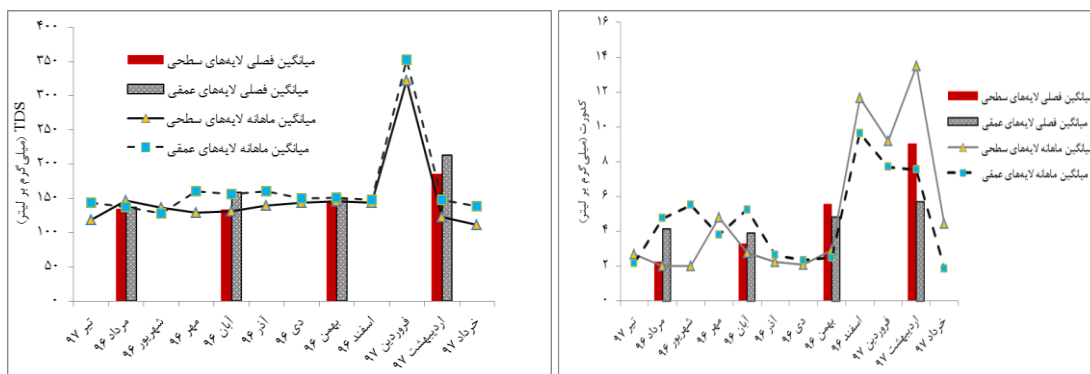 TDS (میلی گرم بر لیتر)
۴۰۰
۳۵۰
۳۰۰
۲۵۰
۲۰۰
۱۵۰
۱۰۰
۵۰
۰
میانگین فصلی لایه‌های سطحی
میانگین فصلی لایه‌های عمقی
میانگین ماهانه لایه‌های سطحی
میانگین ماهانه لایه‌های عمقی
تیر ۹۷
مرداد ۹۶
شهریور ۹۶
مهر ۹۶
آبان ۹۶
آذر ۹۶
دی ۹۶
بهمن ۹۶
اسفند ۹۶
فروردین ۹۷
اردیبهشت ۹۷
خرداد ۹۷
کدورت (میلی گرم بر لیتر)
۱۶
۱۴
۱۲
۱۰
۸
۶
۴
۲
۰
میانگین فصلی لایه‌های سطحی
میانگین فصلی لایه‌های عمقی
میانگین ماهانه لایه‌های سطحی
میانگین ماهانه لایه‌های عمقی
تیر ۹۷
مرداد ۹۶
شهریور ۹۶
مهر ۹۶
آبان ۹۶
آذر ۹۶
دی ۹۶
بهمن ۹۶
اسفند ۹۶
فروردین ۹۷
اردیبهشت ۹۷
خرداد ۹۷